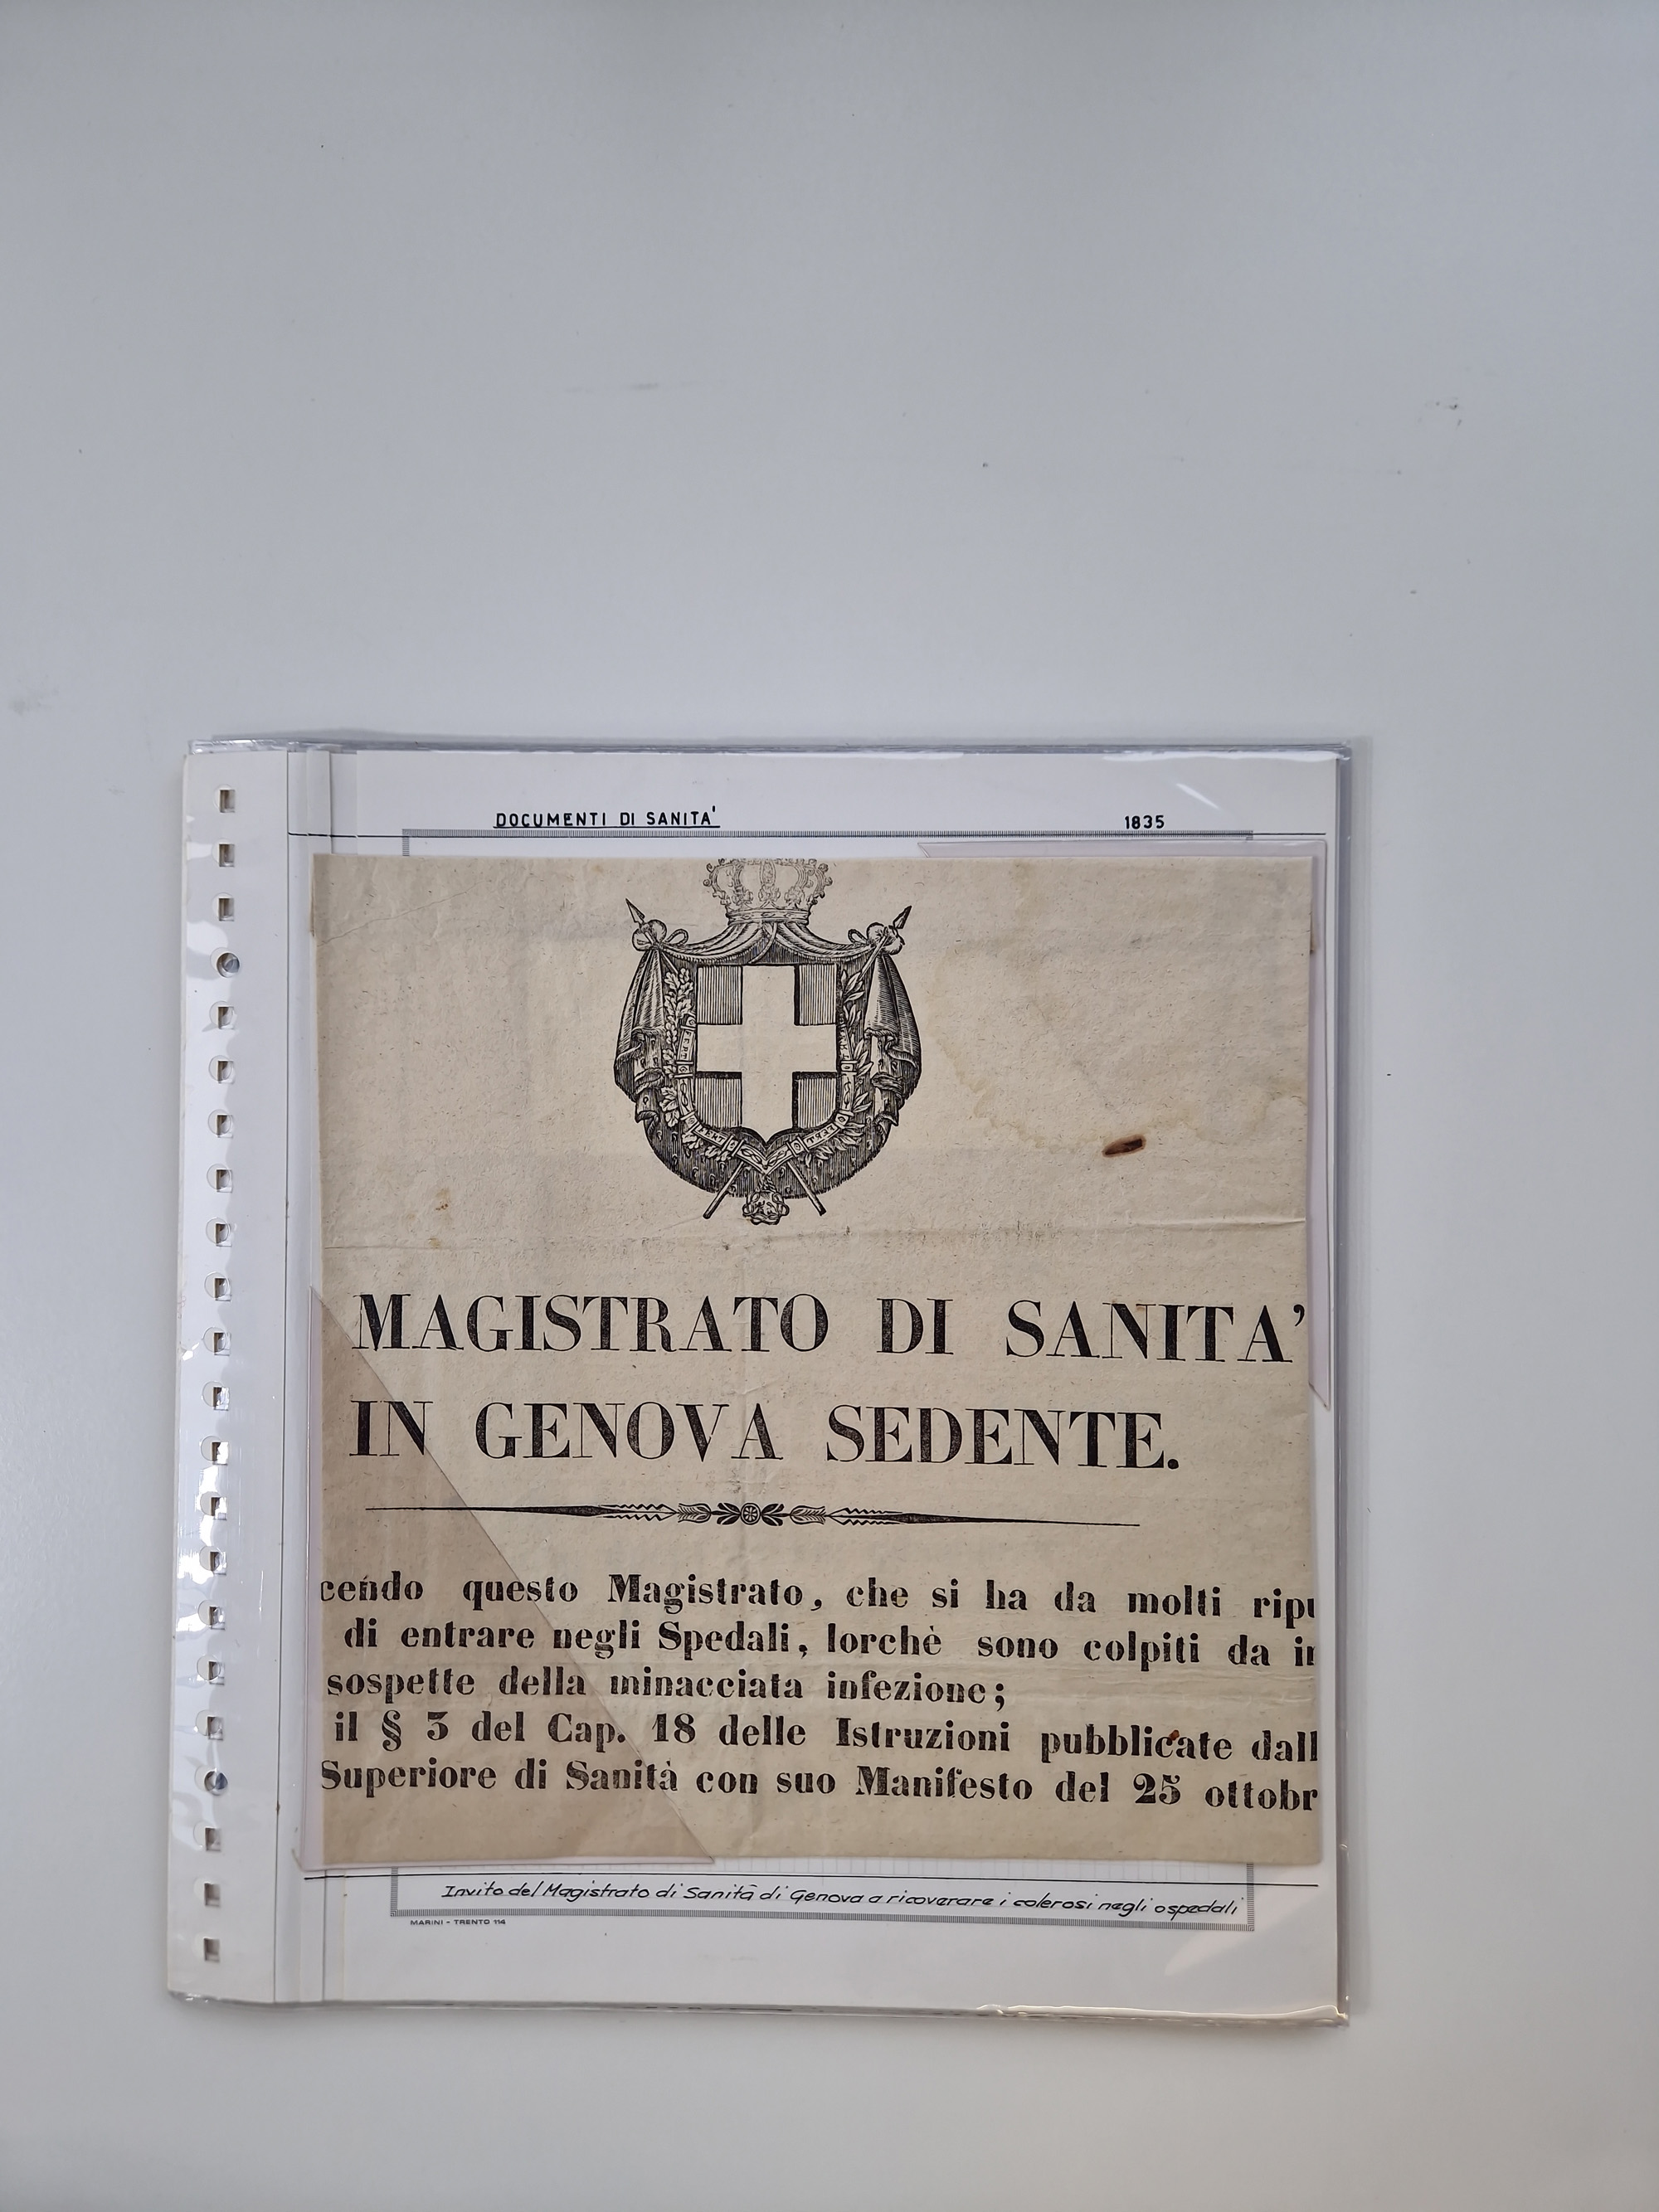 DOCUMENTI DI SANITA'
1835
MAGISTRATO DI SANITA'
IN GENOVA SEDENTE.
cendo questo Magistrato, che si ha da molti ripu
di entrare negli Spedali, lorchè sono colpiti da in
sospette della minacciata infezione;
il § 3 del Cap. 18 delle Istruzioni pubblicate dall
Superiore di Sanità con suo Manifesto del 25 ottobr
Invito del Magistrato di Sanità di Genova a ricoverare i colerosi negli ospedali
MARINI - TRENTO 114